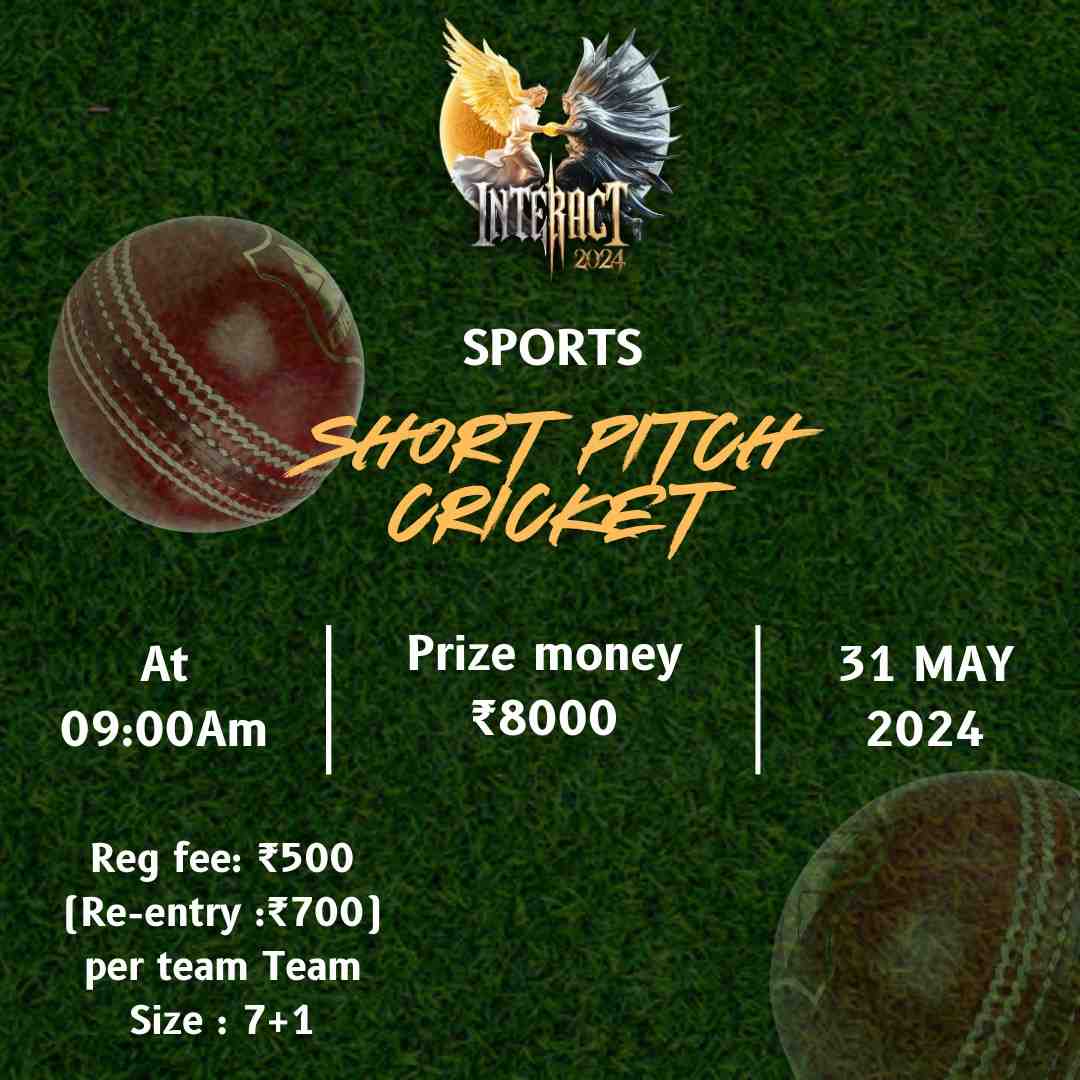 INTERACT
2024
SPORTS
SHORT PITCH
CRICKET
At
09:00Am
Prize money
₹8000
31 MAY
2024
Reg fee: ₹500
(Re-entry :₹700)
per team Team
Size : 7+1